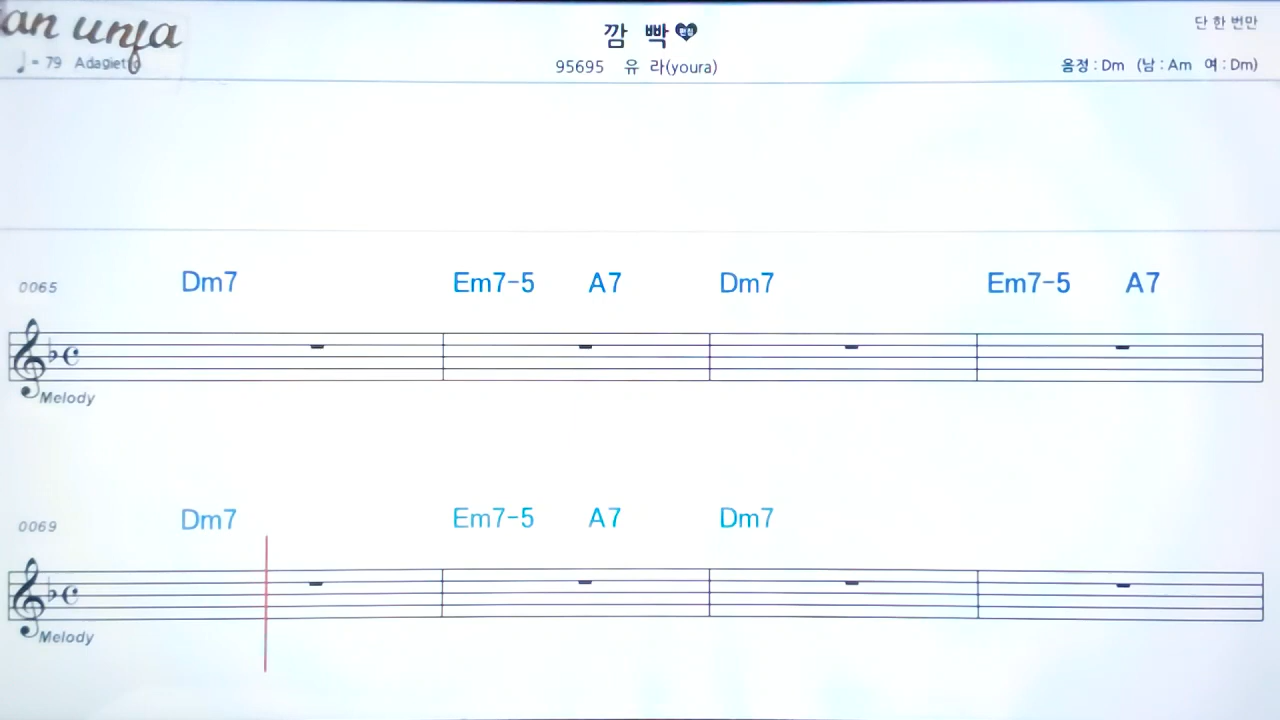 an unja
깜 빡 편집
단 한 번만
♩= 79 Adagietto
95695 유 라(youra)
음정 : Dm (남 : Am 여 : Dm)
0065 Dm7 Em7-5 A7 Dm7 Em7-5 A7
Melody
0069 Dm7 Em7-5 A7 Dm7
Melody